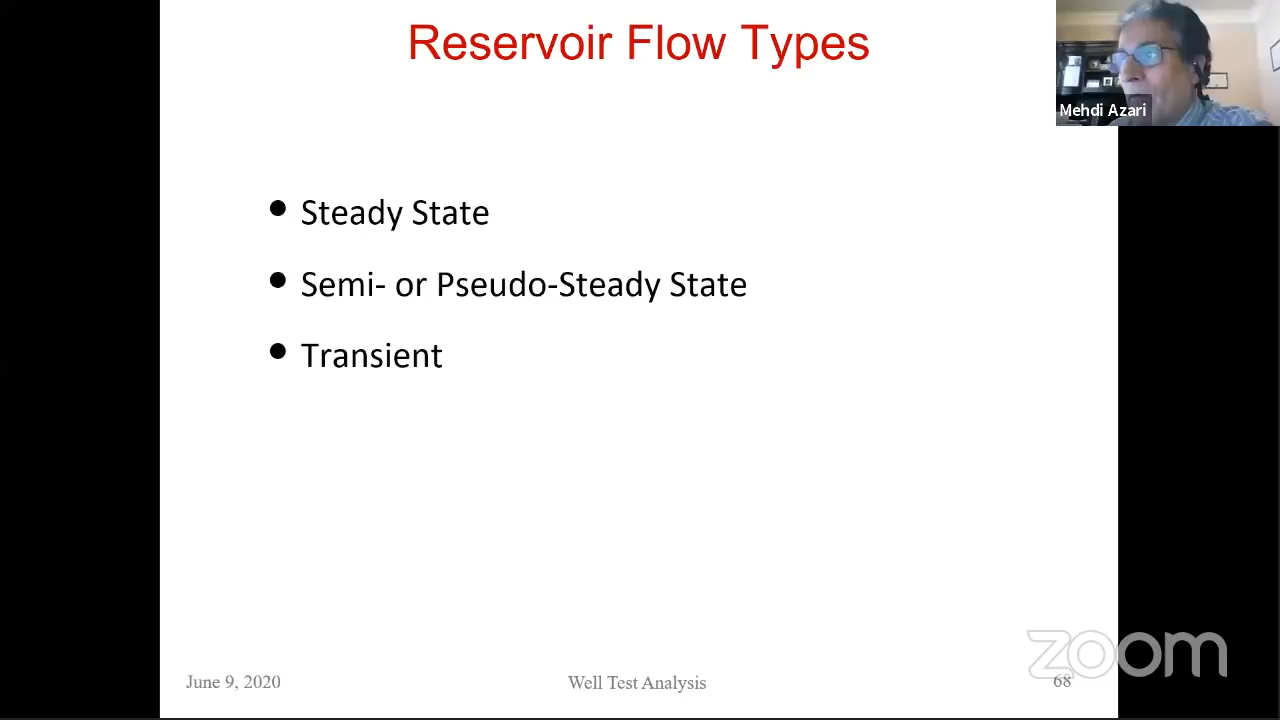 Reservoir Flow Types
Mehdi Azari
• Steady State
• Semi- or Pseudo-Steady State
• Transient
zoom
June 9, 2020
Well Test Analysis
68